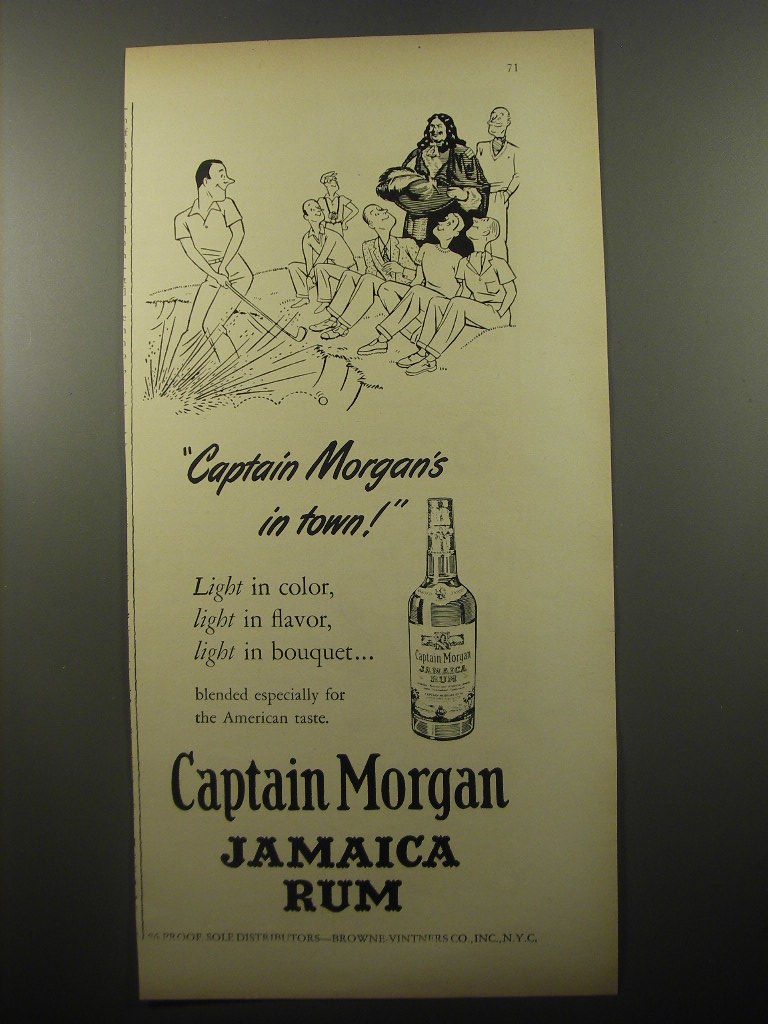 71
"Captain Morgan's
in town!"
Light in color,
light in flavor,
light in bouquet...
blended especially for
the American taste.
Captain Morgan
JAMAICA
RUM
Captain Morgan
JAMAICA
RUM
86 PROOF. SOLE DISTRIBUTORS—BROWNE-VINTNERS CO., INC., N.Y.C.